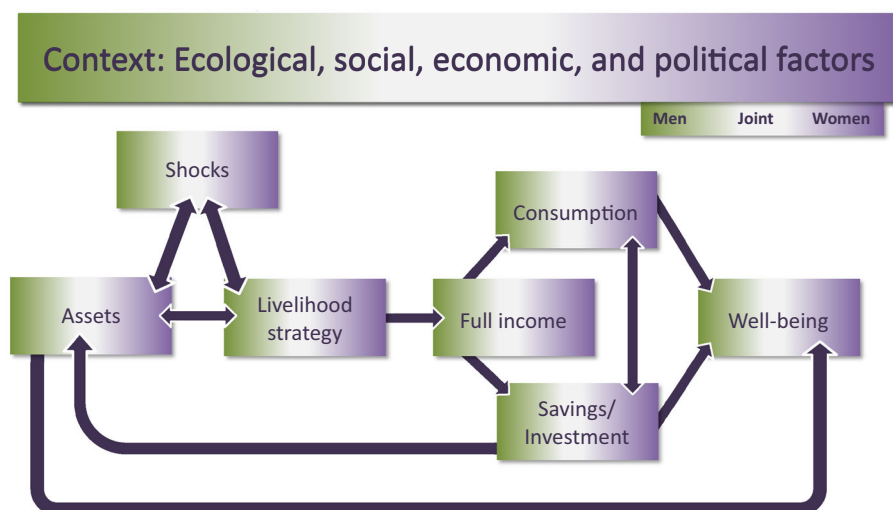 Context: Ecological, social, economic, and political factors
Men Joint Women
Shocks
Consumption
Assets
Livelihood
strategy
Full income
Well-being
Savings/
Investment